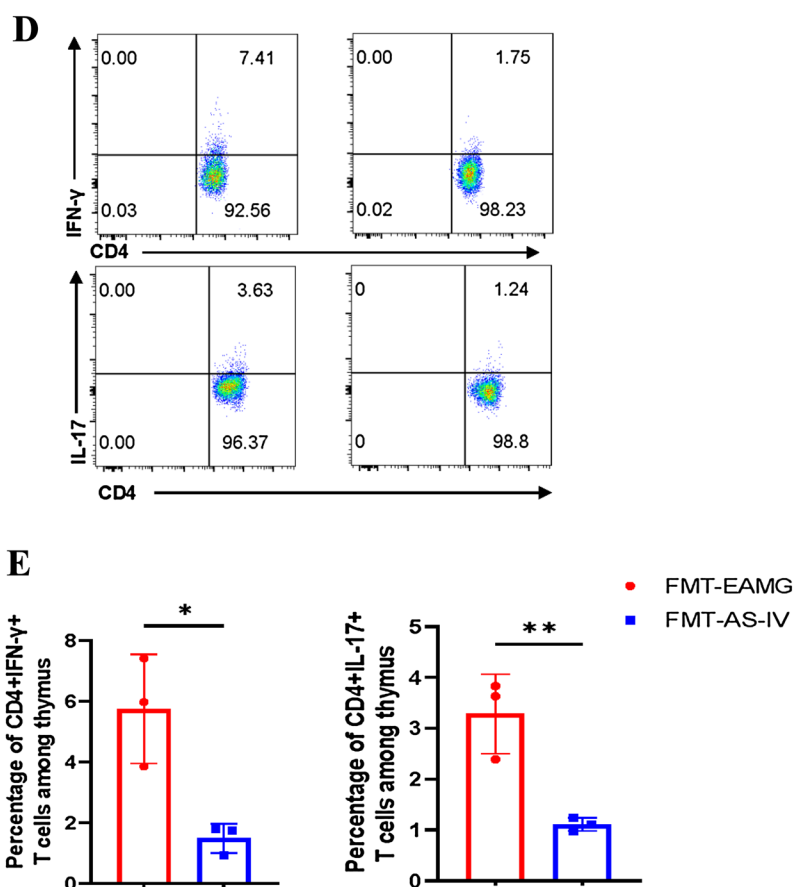 D
0.00 7.41
0.03 92.56
0.00 1.75
0.02 98.23
IFN-γ
CD4
0.00 3.63
0.00 96.37
0 1.24
0 98.8
IL-17
CD4
E
FMT-EAMG
FMT-AS-IV
Percentage of CD4+IFN-γ+
T cells among thymus
8
6
4
2
0
*
Percentage of CD4+IL-17+
T cells among thymus
5
4
3
2
1
0
**